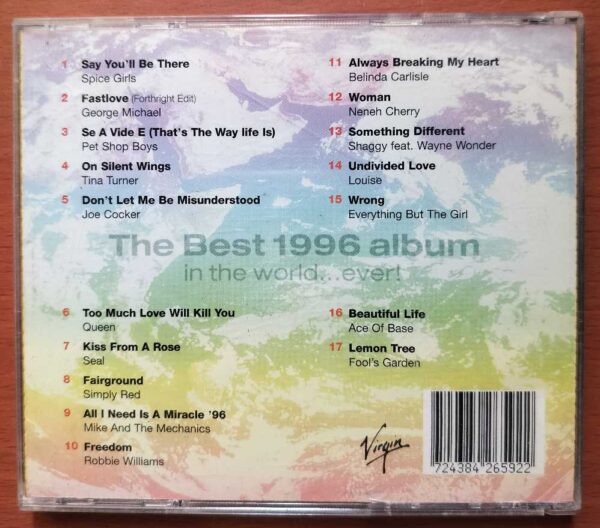 1 Say You'll Be There
Spice Girls
2 Fastlove (Forthright Edit)
George Michael
3 Se A Vide E (That's The Way life Is)
Pet Shop Boys
4 On Silent Wings
Tina Turner
5 Don't Let Me Be Misunderstood
Joe Cocker
11 Always Breaking My Heart
Belinda Carlisle
12 Woman
Neneh Cherry
13 Something Different
Shaggy feat. Wayne Wonder
14 Undivided Love
Louise
15 Wrong
Everything But The Girl
The Best 1996 album
in the world...ever!
6 Too Much Love Will Kill You
Queen
7 Kiss From A Rose
Seal
8 Fairground
Simply Red
9 All I Need Is A Miracle '96
Mike And The Mechanics
10 Freedom
Robbie Williams
16 Beautiful Life
Ace Of Base
17 Lemon Tree
Fool's Garden
Virgin
724384 265922